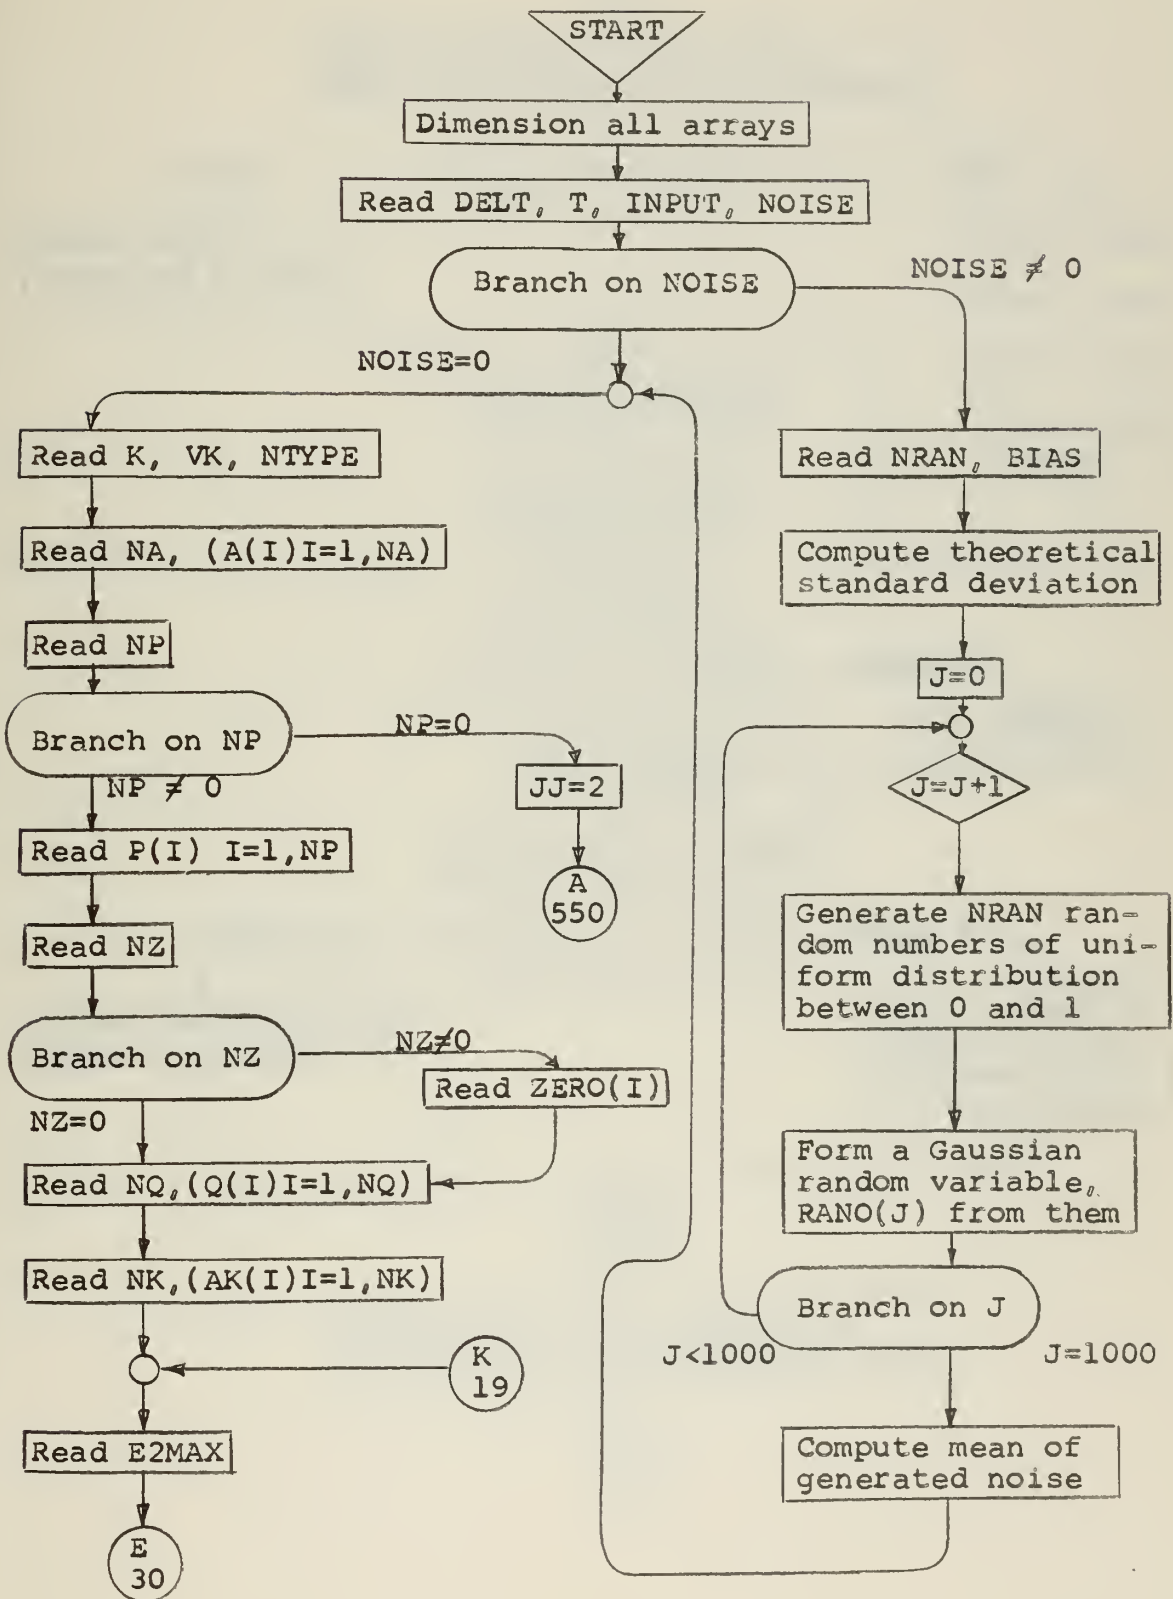 START
Dimension all arrays
Read DELT, T, INPUT, NOISE
Branch on NOISE
NOISE ≠ 0
NOISE=0
Read K, VK, NTYPE
Read NA, (A(I)I=1,NA)
Read NP
Branch on NP
NP=0
NP ≠ 0
JJ=2
A
550
Read P(I) I=1,NP
Read NZ
Branch on NZ
NZ≠0
Read ZERO(I)
NZ=0
Read NQ,(Q(I)I=1,NQ)
Read NK,(AK(I)I=1,NK)
K
19
Read E2MAX
E
30
Read NRAN, BIAS
Compute theoretical
standard deviation
J=0
J=J+1
Generate NRAN ran-
dom numbers of uni-
form distribution
between 0 and 1
Form a Gaussian
random variable,
RANO(J) from them
Branch on J
J<1000
J=1000
Compute mean of
generated noise